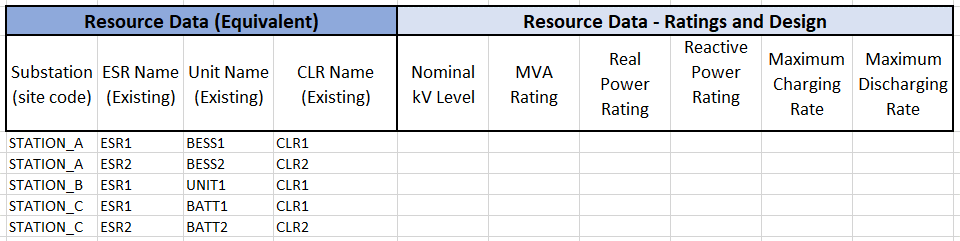 Resource Data (Equivalent) Resource Data - Ratings and Design
Substation (site code) ESR Name (Existing) Unit Name (Existing) CLR Name (Existing) Nominal kV Level MVA Rating Real Power Rating Reactive Power Rating Maximum Charging Rate Maximum Discharging Rate
STATION_A ESR1 BESS1 CLR1
STATION_A ESR2 BESS2 CLR2
STATION_B ESR1 UNIT1 CLR1
STATION_C ESR1 BATT1 CLR1
STATION_C ESR2 BATT2 CLR2